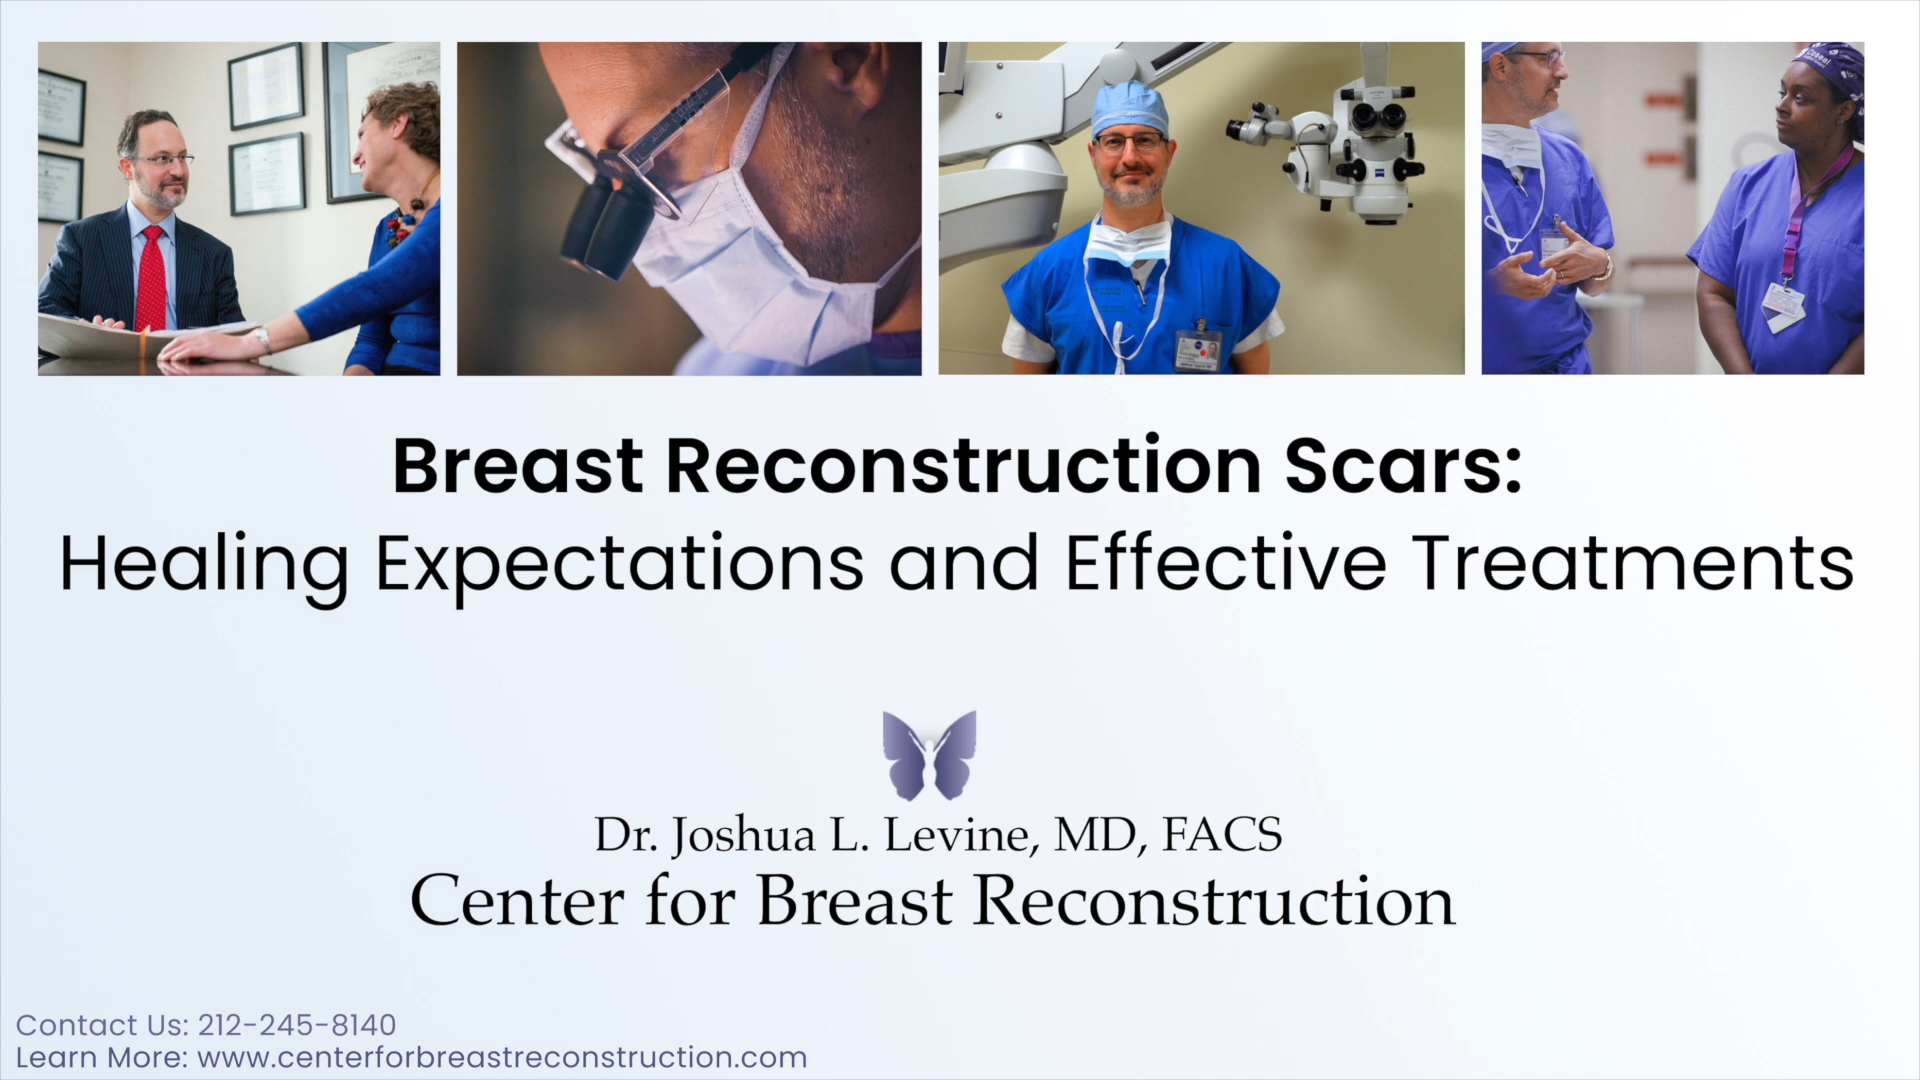 Breast Reconstruction Scars:
Healing Expectations and Effective Treatments
Dr. Joshua L. Levine, MD, FACS
Center for Breast Reconstruction
Contact Us: 212-245-8140
Learn More: www.centerforbreastreconstruction.com